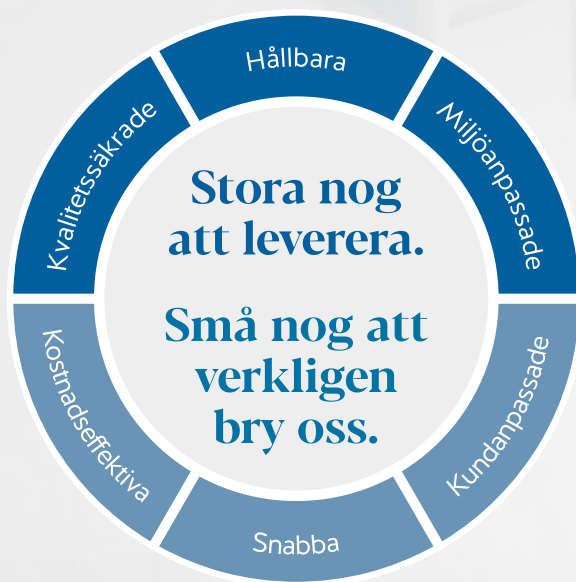 Hållbara
Kvalitetssäkrade
Miljöanpassade
Stora nog
att leverera.
Små nog att
verkligen
bry oss.
Kostnadseffektiva
Kundanpassade
Snabba